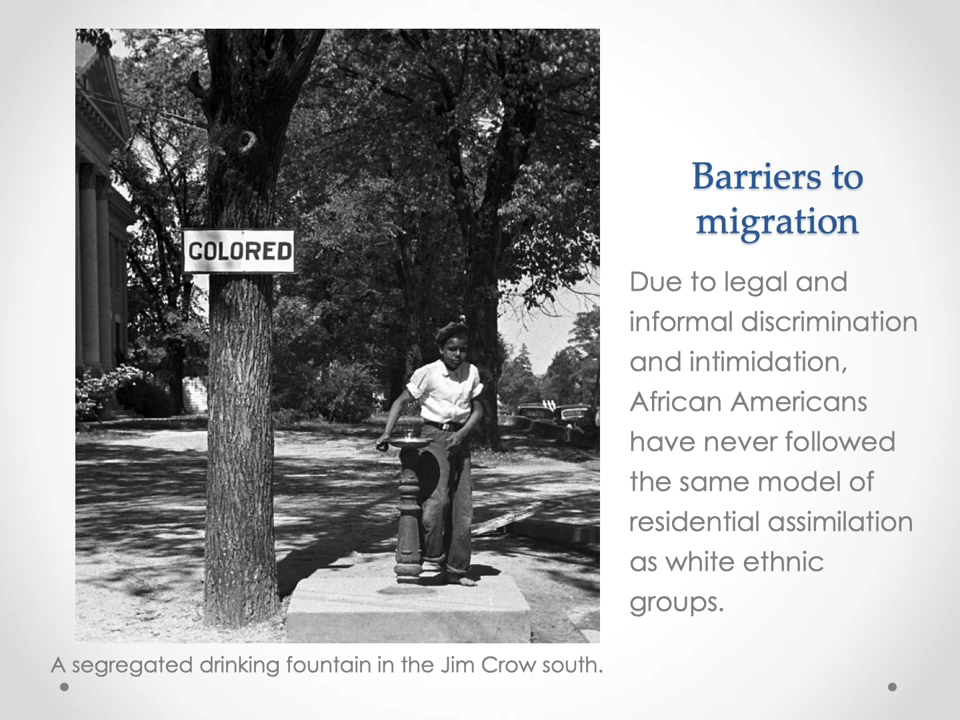 COLORED
Barriers to
migration
Due to legal and
informal discrimination
and intimidation,
African Americans
have never followed
the same model of
residential assimilation
as white ethnic
groups.
A segregated drinking fountain in the Jim Crow south.